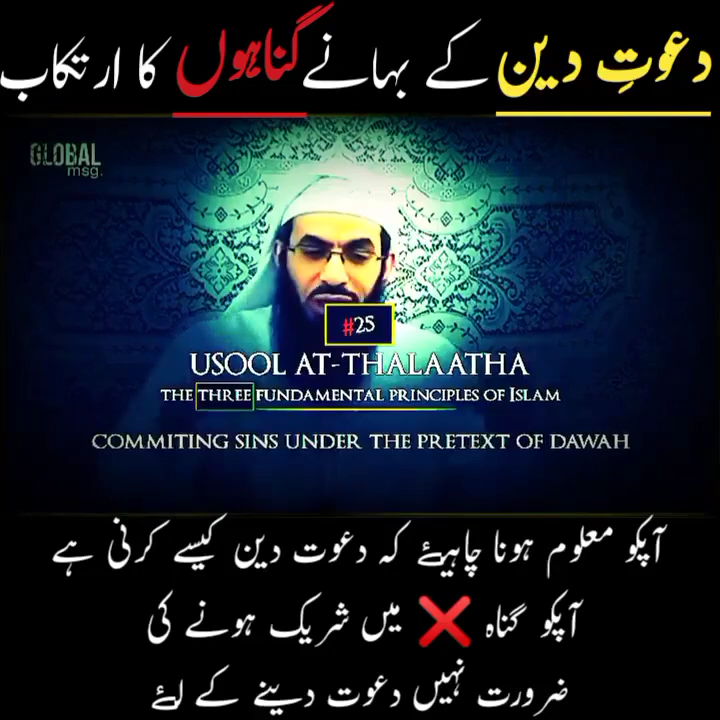 دعوتِ دین کے بہانے گناہوں کا ارتکاب
GLOBAL
msg.
#25
USOOL AT-THALAATHA
THE THREE FUNDAMENTAL PRINCIPLES OF ISLAM
COMMITING SINS UNDER THE PRETEXT OF DAWAH
آپکو معلوم ہونا چاہیئے کہ دعوت دین کیسے کرنی ہے
آپکو گناہ ❌ میں شریک ہونے کی
ضرورت نہیں دعوت دینے کے لئے